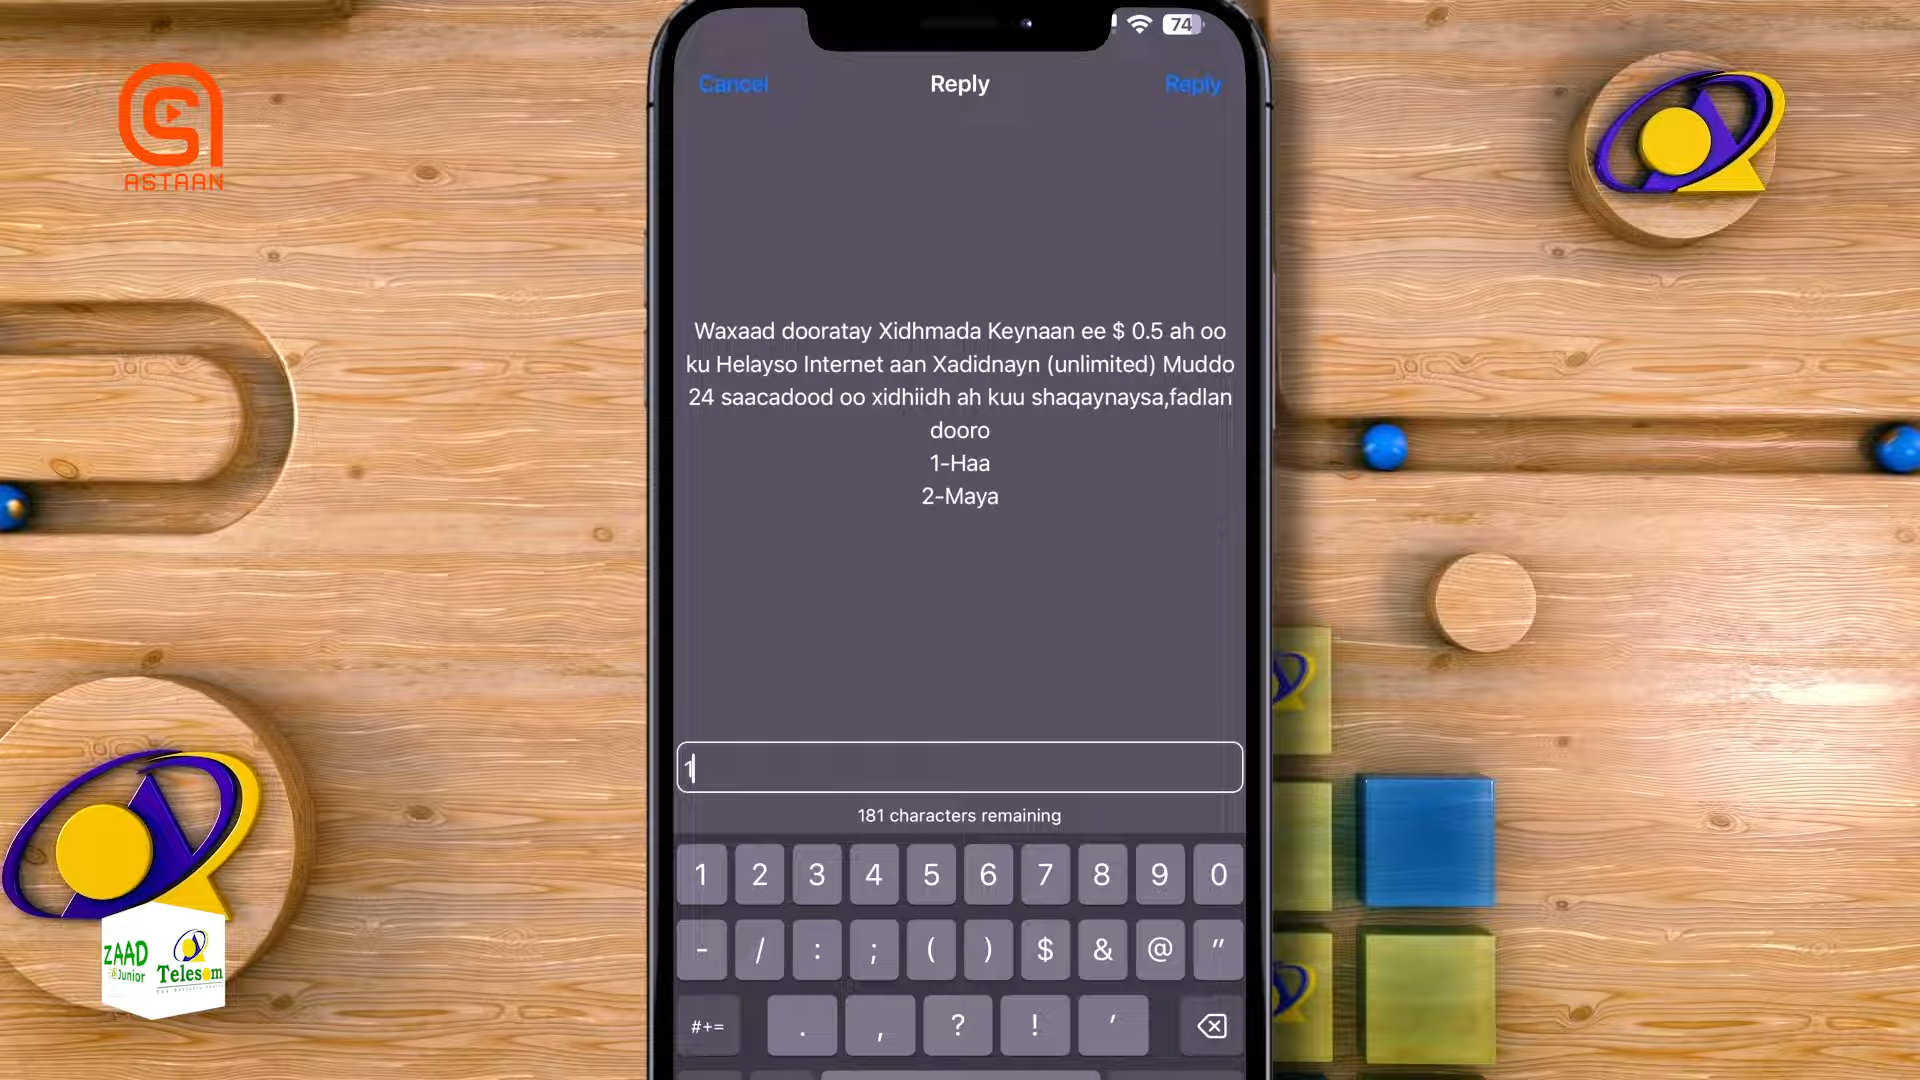 74
Cancel
Reply
Reply
ASTAAN
Waxaad dooratay Xidhmada Keynaan ee $ 0.5 ah oo
ku Helayso Internet aan Xadidnayn (unlimited) Muddo
24 saacadood oo xidhiidh ah kuu shaqaynaysa,fadlan
dooro
1-Haa
2-Maya
1
181 characters remaining
1 2 3 4 5 6 7 8 9 0
- / : ; ( ) $ & @ "
#+= . , ? ! '
ZAAD
Junior
Telesom